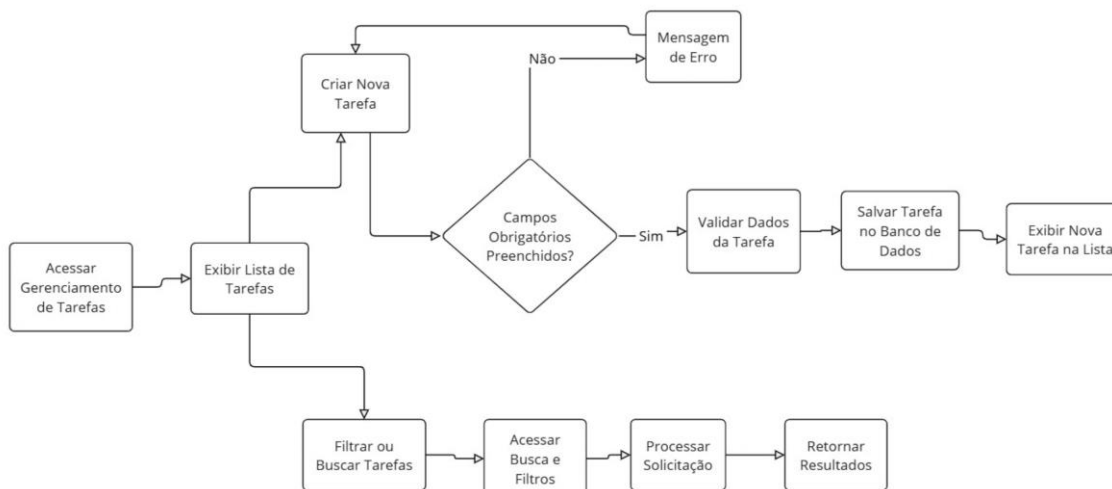 Mensagem
de Erro
Não
Criar Nova
Tarefa
Campos
Obrigatórios
Preenchidos?
Sim
Validar Dados
da Tarefa
Salvar Tarefa
no Banco de
Dados
Exibir Nova
Tarefa na Lista
Acessar
Gerenciamento
de Tarefas
Exibir Lista de
Tarefas
Filtrar ou
Buscar Tarefas
Acessar
Busca e
Filtros
Processar
Solicitação
Retornar
Resultados